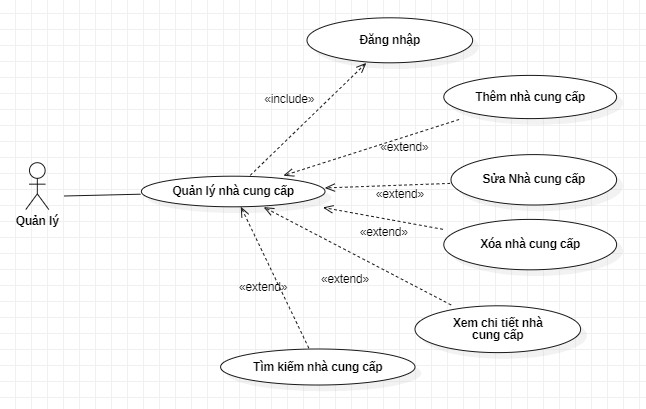 Đăng nhập
«include»
Thêm nhà cung cấp
«extend»
Sửa Nhà cung cấp
Quản lý nhà cung cấp
«extend»
Quản lý
«extend»
Xóa nhà cung cấp
«extend»
«extend»
Xem chi tiết nhà
cung cấp
Tìm kiếm nhà cung cấp